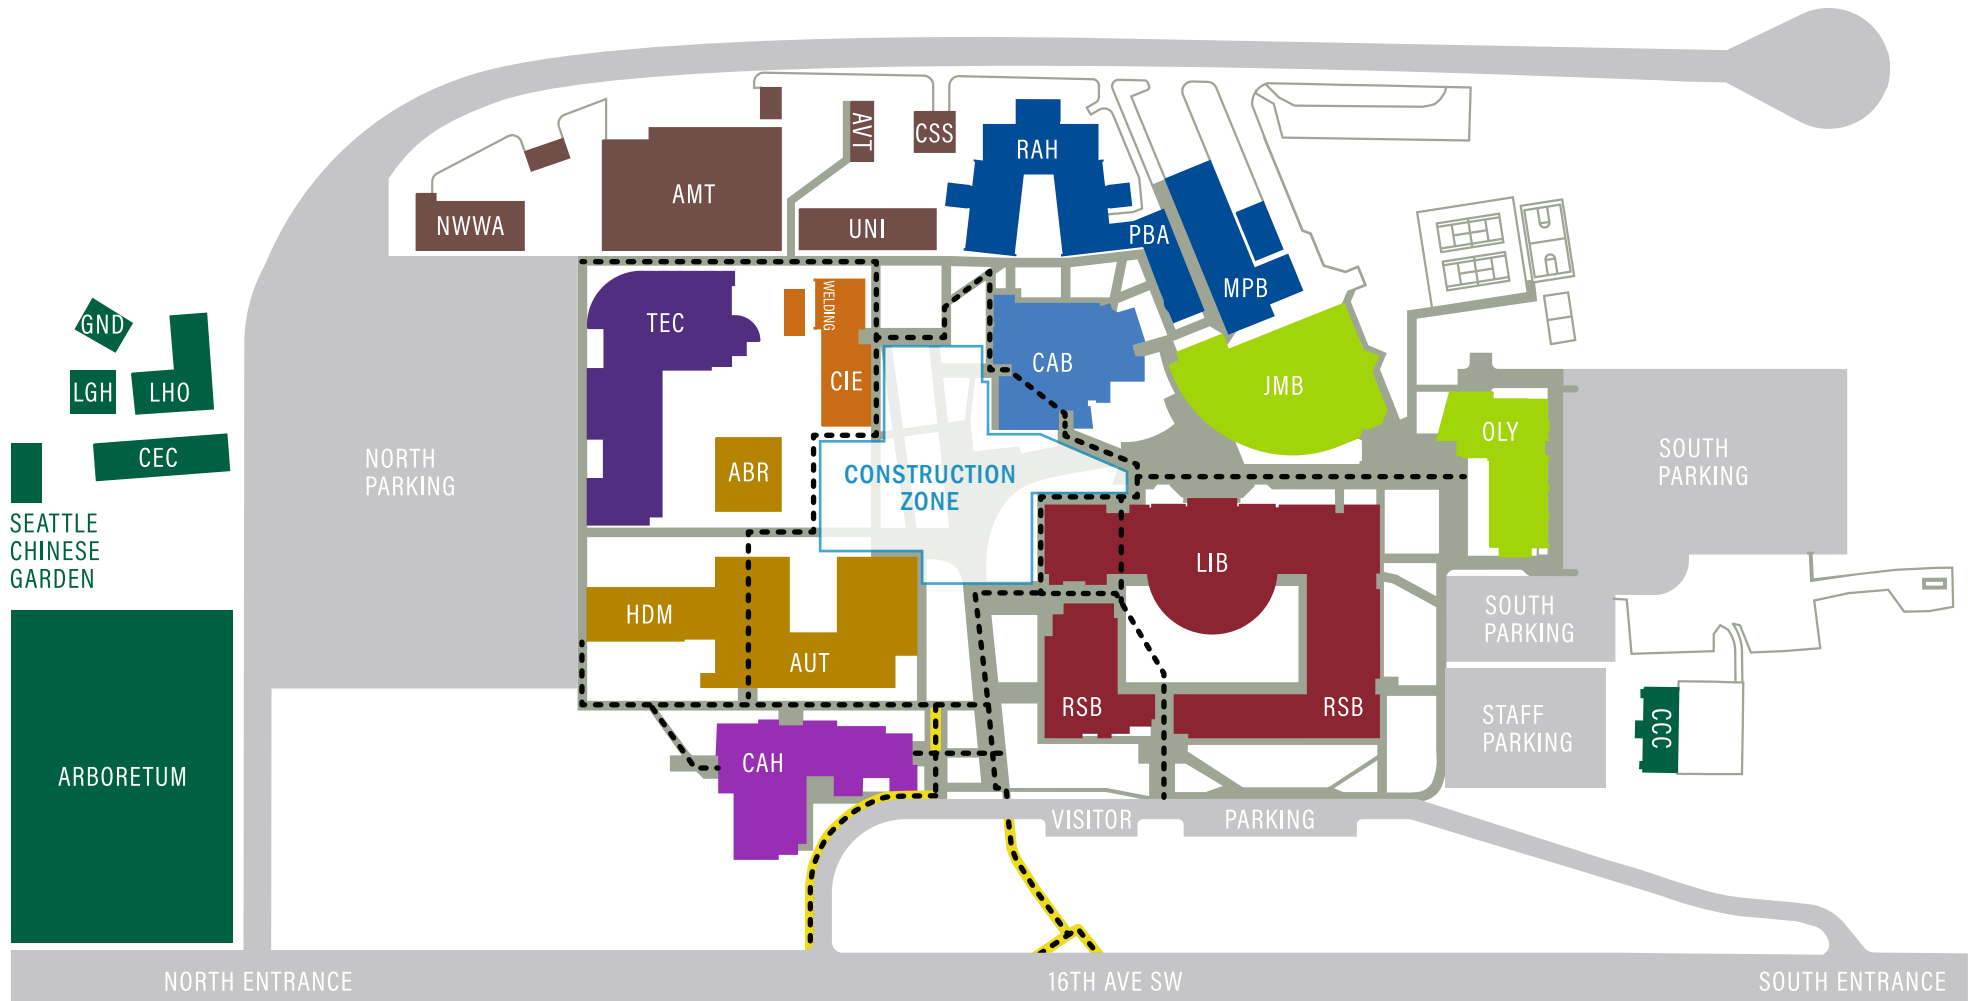 AVT
CSS
RAH
AMT
NWWA
UNI
PBA
MPB
GND
TEC
WELDING
CIE
CAB
JMB
LGH
LHO
OLY
CEC
NORTH
PARKING
ABR
CONSTRUCTION
ZONE
SOUTH
PARKING
SEATTLE
CHINESE
GARDEN
LIB
HDM
AUT
SOUTH
PARKING
RSB
RSB
STAFF
PARKING
CCC
ARBORETUM
CAH
VISITOR
PARKING
NORTH ENTRANCE
16TH AVE SW
SOUTH ENTRANCE